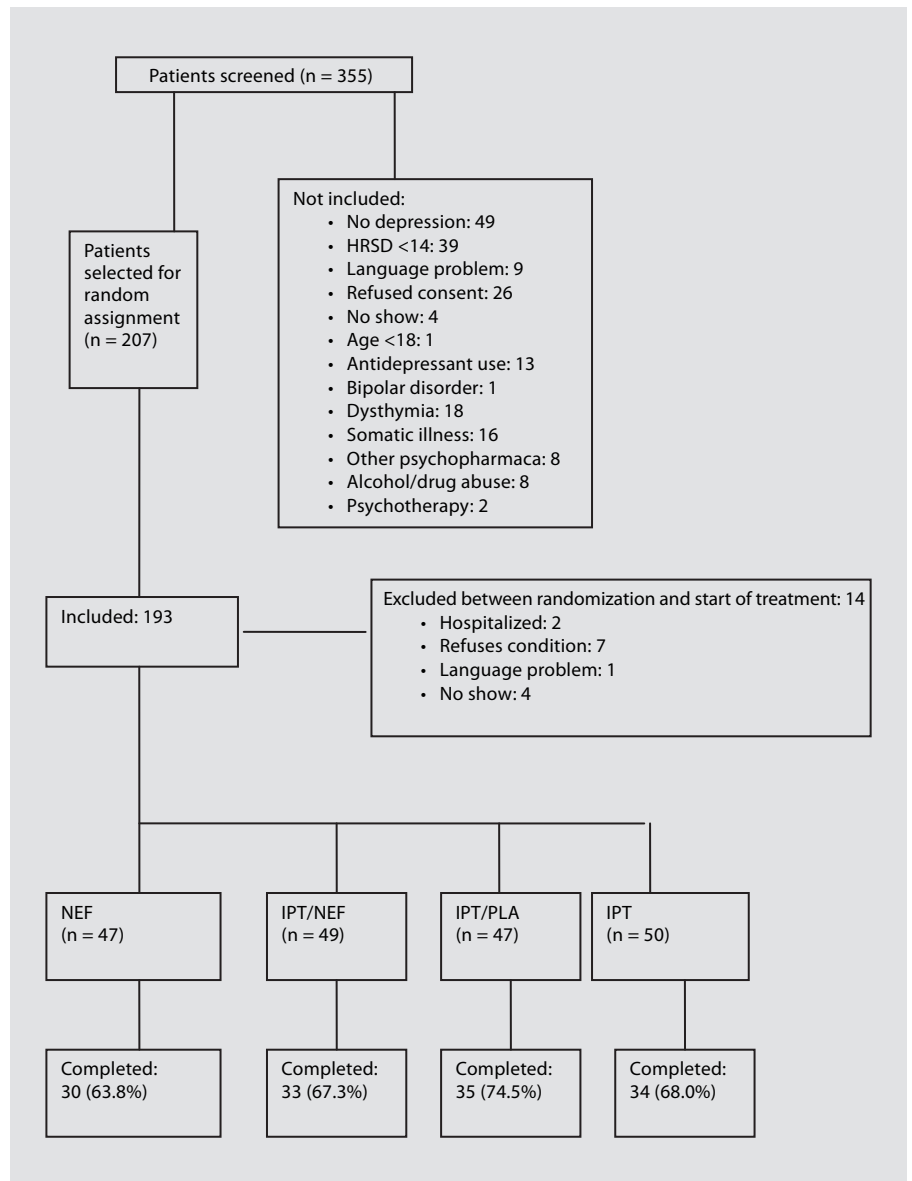 Patients screened (n = 355)
Not included:
• No depression: 49
• HRSD <14: 39
• Language problem: 9
• Refused consent: 26
• No show: 4
• Age <18: 1
• Antidepressant use: 13
• Bipolar disorder: 1
• Dysthymia: 18
• Somatic illness: 16
• Other psychopharmaca: 8
• Alcohol/drug abuse: 8
• Psychotherapy: 2
Patients
selected for
random
assignment
(n = 207)
Included: 193
Excluded between randomization and start of treatment: 14
• Hospitalized: 2
• Refuses condition: 7
• Language problem: 1
• No show: 4
NEF
(n = 47)
IPT/NEF
(n = 49)
IPT/PLA
(n = 47)
IPT
(n = 50)
Completed:
30 (63.8%)
Completed:
33 (67.3%)
Completed:
35 (74.5%)
Completed:
34 (68.0%)